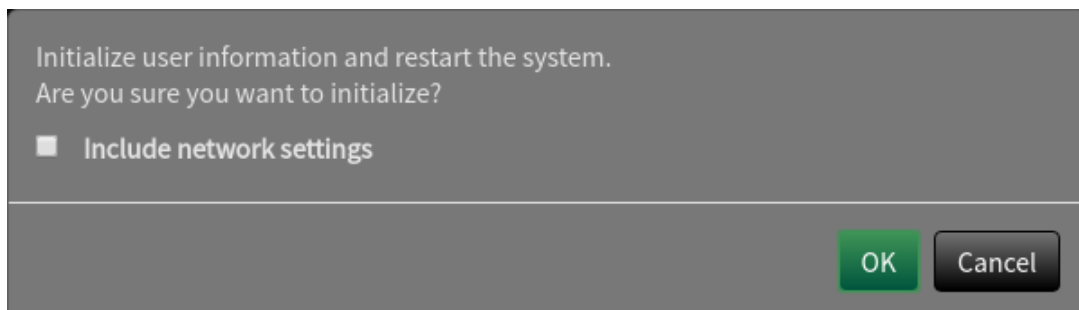 Initialize user information and restart the system.
Are you sure you want to initialize?
Include network settings
OK
Cancel